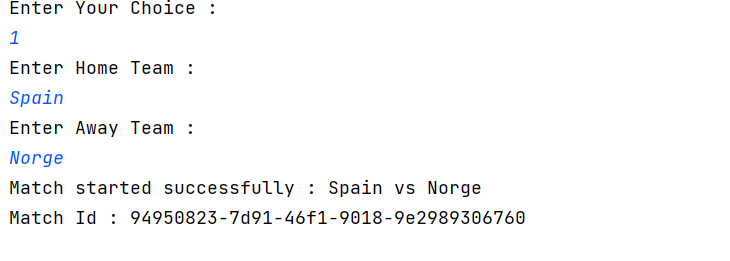 Enter Your Choice :
1
Enter Home Team :
Spain
Enter Away Team :
Norge
Match started successfully : Spain vs Norge
Match Id : 94950823-7d91-46f1-9018-9e2989306760